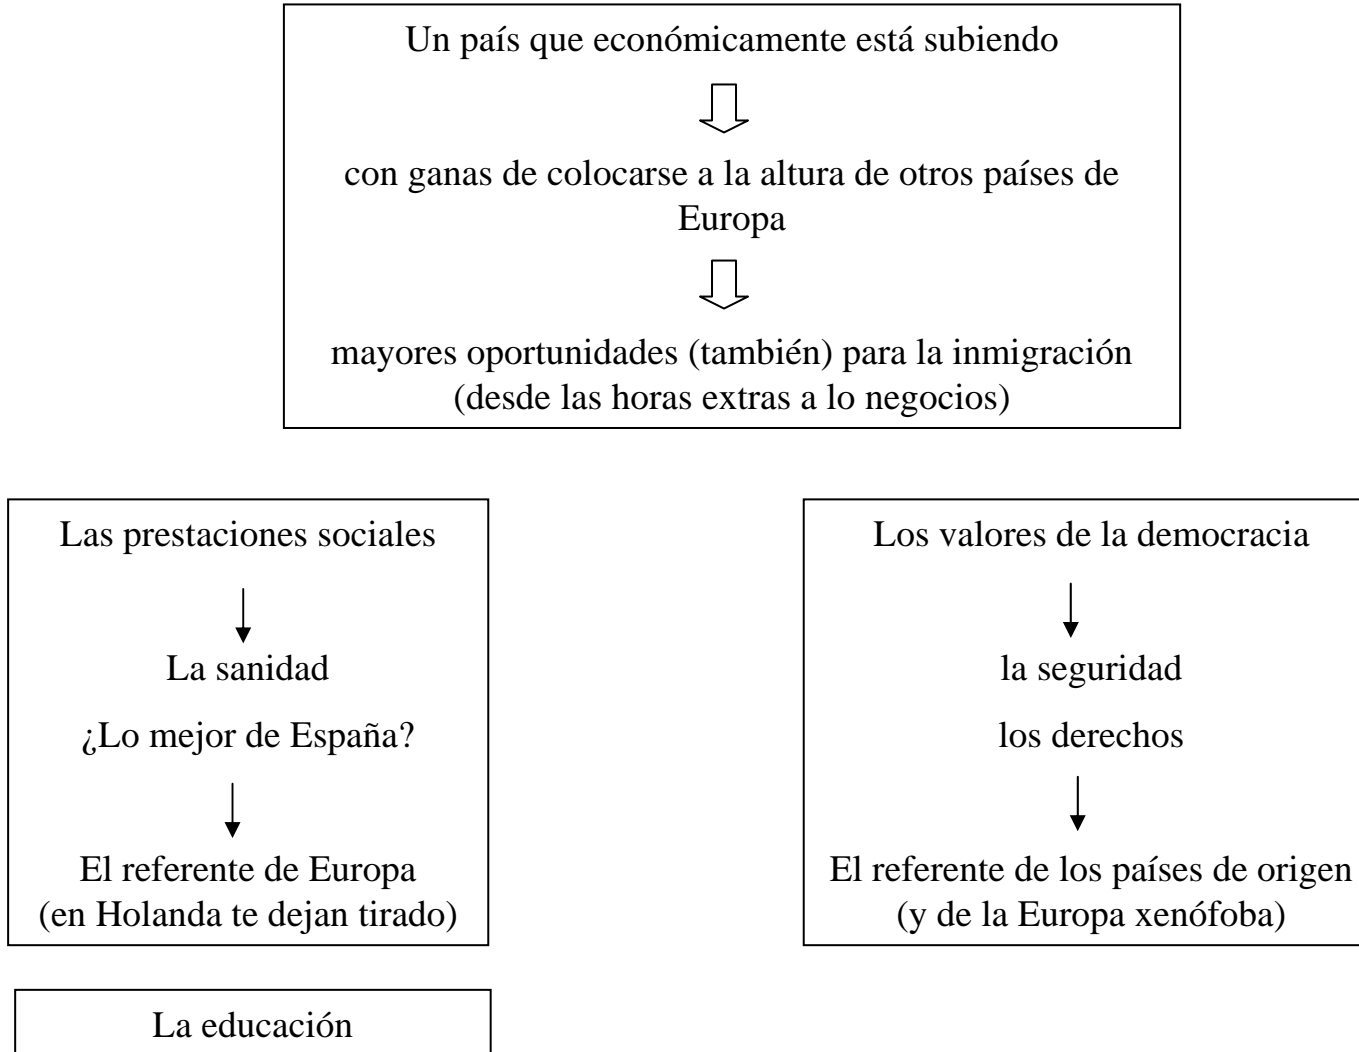 Un país que económicamente está subiendo
con ganas de colocarse a la altura de otros países de
Europa
mayores oportunidades (también) para la inmigración
(desde las horas extras a lo negocios)
Las prestaciones sociales
La sanidad
¿Lo mejor de España?
El referente de Europa
(en Holanda te dejan tirado)
Los valores de la democracia
la seguridad
los derechos
El referente de los países de origen
(y de la Europa xenófoba)
La educación